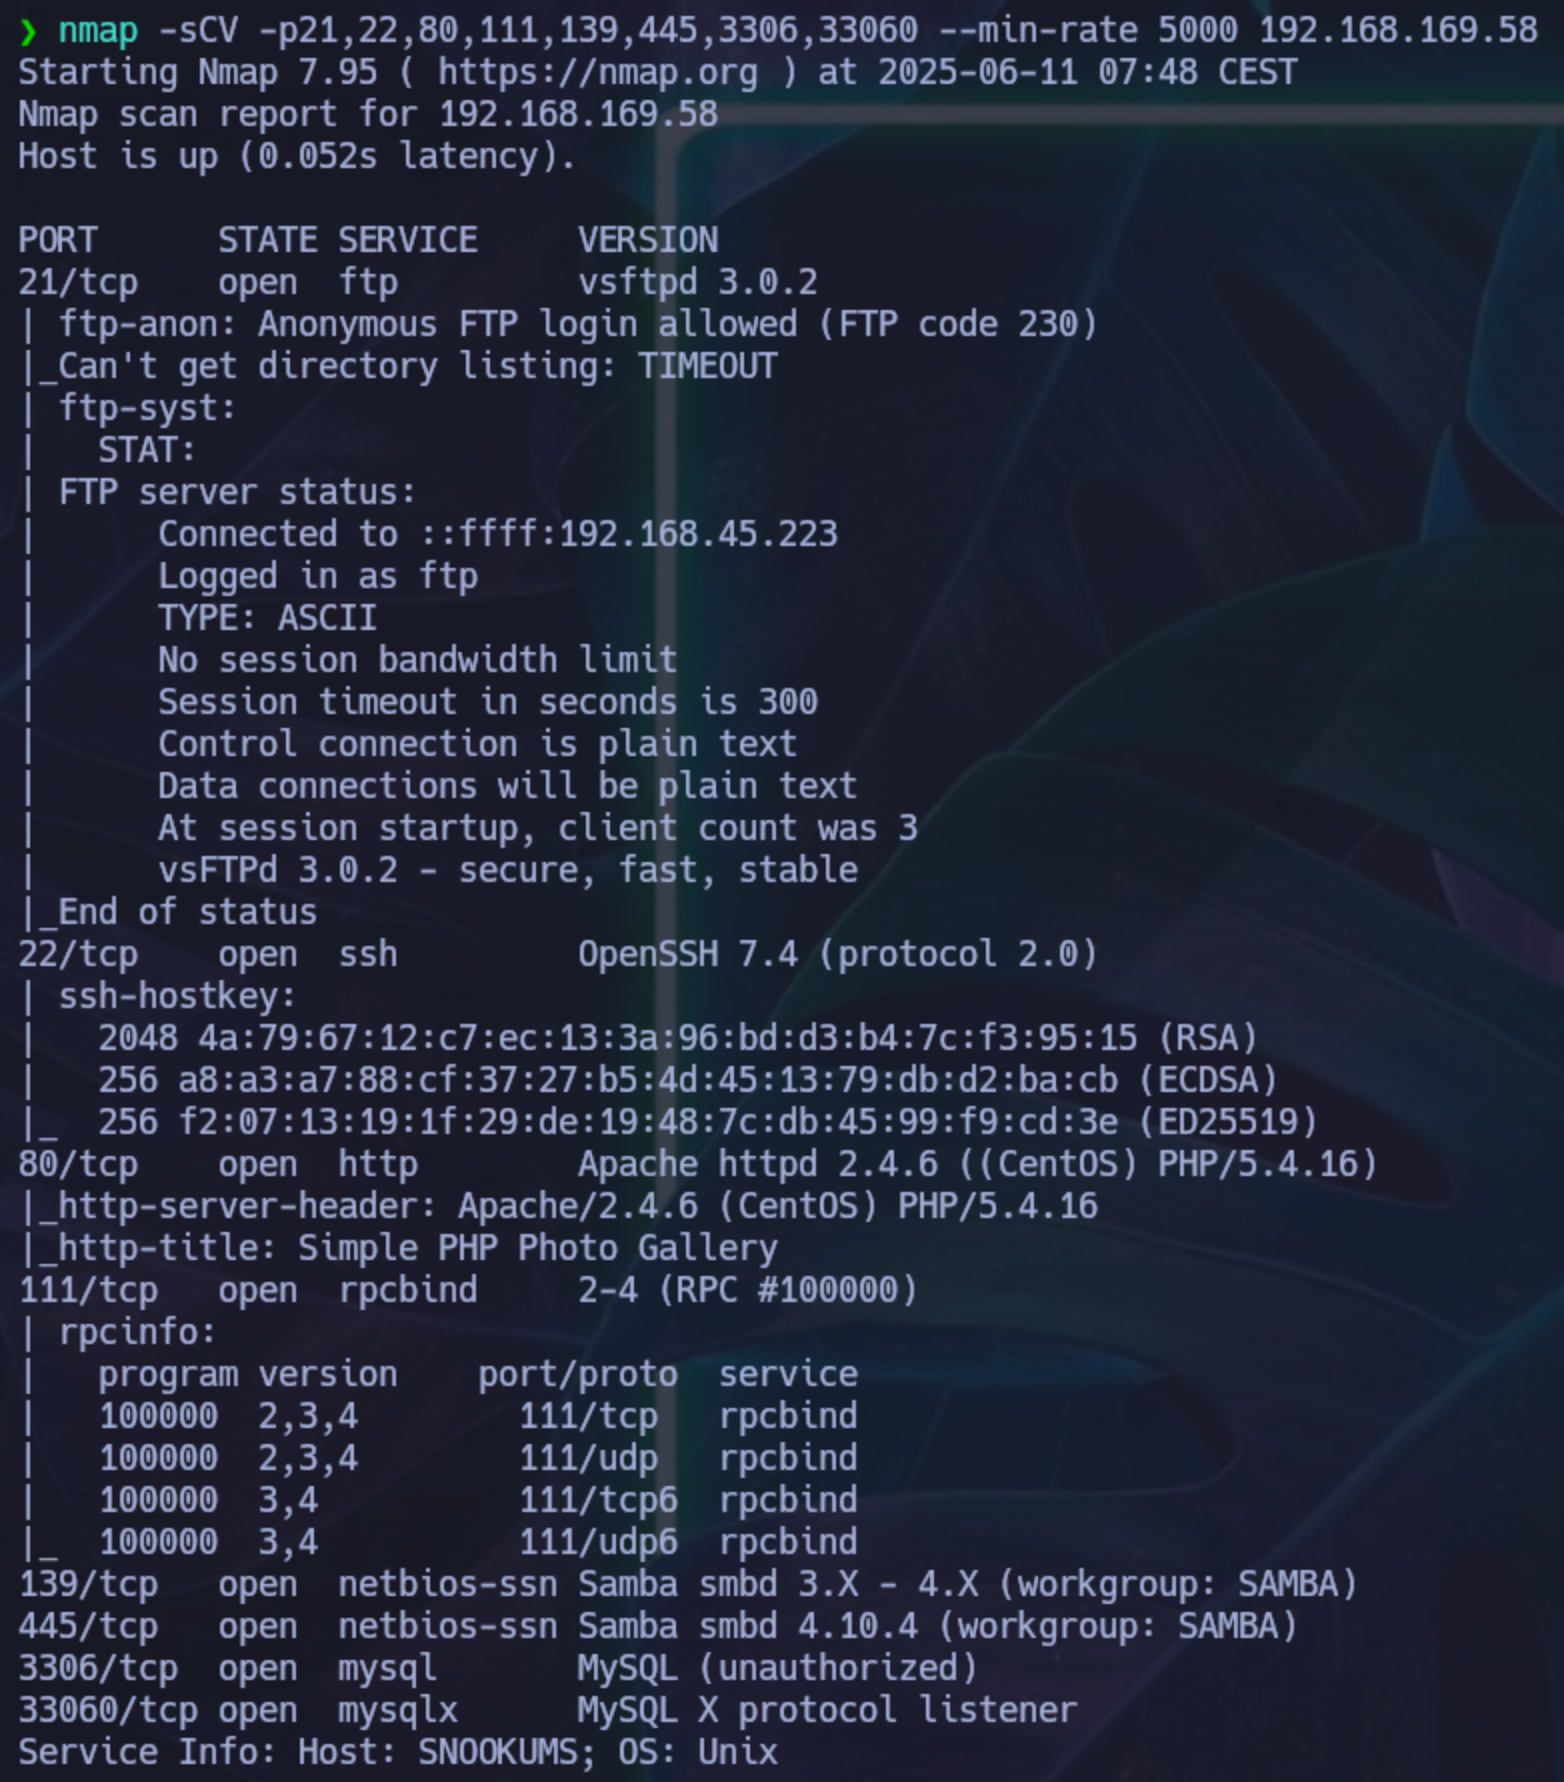 ❯ nmap -sCV -p21,22,80,111,139,445,3306,33060 --min-rate 5000 192.168.169.58
Starting Nmap 7.95 ( https://nmap.org ) at 2025-06-11 07:48 CEST
Nmap scan report for 192.168.169.58
Host is up (0.052s latency).

PORT      STATE SERVICE     VERSION
21/tcp    open  ftp         vsftpd 3.0.2
| ftp-anon: Anonymous FTP login allowed (FTP code 230)
|_Can't get directory listing: TIMEOUT
| ftp-syst:
|   STAT:
| FTP server status:
|      Connected to ::ffff:192.168.45.223
|      Logged in as ftp
|      TYPE: ASCII
|      No session bandwidth limit
|      Session timeout in seconds is 300
|      Control connection is plain text
|      Data connections will be plain text
|      At session startup, client count was 3
|      vsFTPd 3.0.2 - secure, fast, stable
|_End of status
22/tcp    open  ssh         OpenSSH 7.4 (protocol 2.0)
| ssh-hostkey:
|   2048 4a:79:67:12:c7:ec:13:3a:96:bd:d3:b4:7c:f3:95:15 (RSA)
|   256 a8:a3:a7:88:cf:37:27:b5:4d:45:13:79:db:d2:ba:cb (ECDSA)
|_  256 f2:07:13:19:1f:29:de:19:48:7c:db:45:99:f9:cd:3e (ED25519)
80/tcp    open  http        Apache httpd 2.4.6 ((CentOS) PHP/5.4.16)
|_http-server-header: Apache/2.4.6 (CentOS) PHP/5.4.16
|_http-title: Simple PHP Photo Gallery
111/tcp   open  rpcbind     2-4 (RPC #100000)
| rpcinfo:
|   program version    port/proto  service
|   100000  2,3,4        111/tcp   rpcbind
|   100000  2,3,4        111/udp   rpcbind
|   100000  3,4          111/tcp6  rpcbind
|_  100000  3,4          111/udp6  rpcbind
139/tcp   open  netbios-ssn Samba smbd 3.X - 4.X (workgroup: SAMBA)
445/tcp   open  netbios-ssn Samba smbd 4.10.4 (workgroup: SAMBA)
3306/tcp  open  mysql       MySQL (unauthorized)
33060/tcp open  mysqlx      MySQL X protocol listener
Service Info: Host: SNOOKUMS; OS: Unix